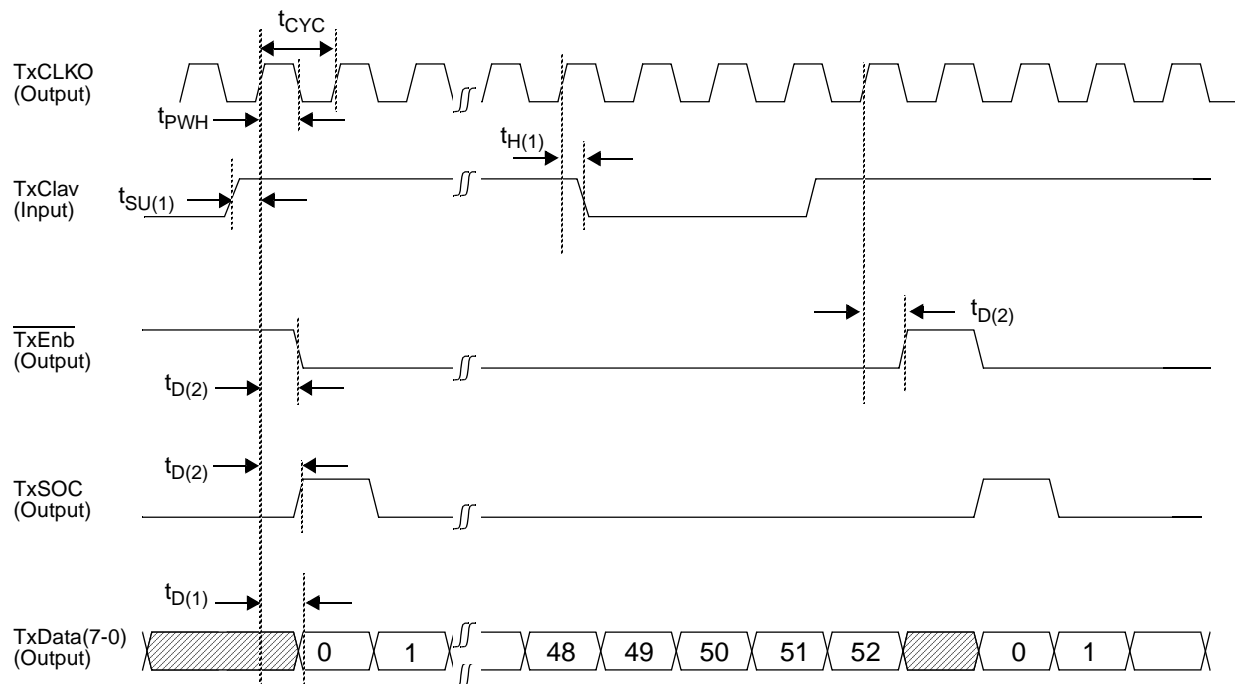 tCYC
TxCLKO
(Output)
tPWH
tH(1)
TxClav
(Input)
tSU(1)
TxEnb
(Output)
tD(2)
tD(2)
tD(2)
TxSOC
(Output)
tD(1)
TxData(7-0)
(Output)
0 1 48 49 50 51 52 0 1